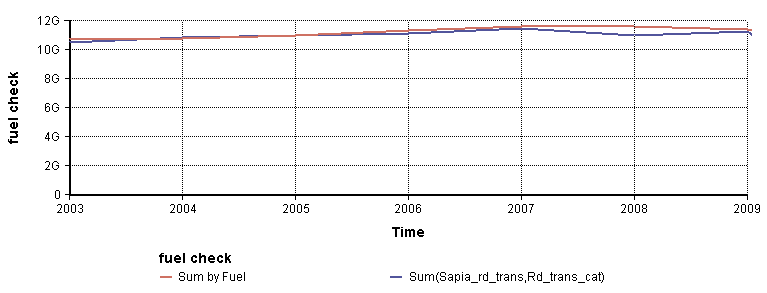 12G
10G
8G
6G
4G
2G
0
fuel check
2003 2004 2005 2006 2007 2008 2009
Time
fuel check
Sum by Fuel Sum(Sapia_rd_trans,Rd_trans_cat)